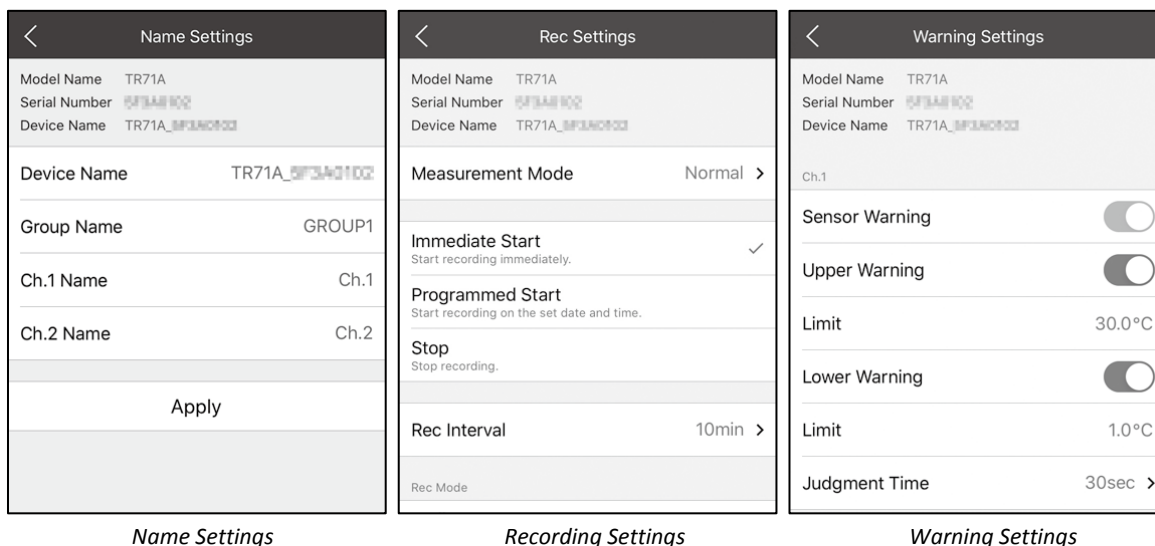 Name Settings
Model Name TR71A
Serial Number
Device Name TR71A_
Device Name TR71A_
Group Name GROUP1
Ch.1 Name Ch.1
Ch.2 Name Ch.2
Apply
Name Settings
Rec Settings
Model Name TR71A
Serial Number
Device Name TR71A_
Measurement Mode Normal >
Immediate Start
Start recording immediately.
Programmed Start
Start recording on the set date and time.
Stop
Stop recording.
Rec Interval 10min >
Rec Mode
Recording Settings
Warning Settings
Model Name TR71A
Serial Number
Device Name TR71A_
Ch.1
Sensor Warning
Upper Warning
Limit 30.0°C
Lower Warning
Limit 1.0°C
Judgment Time 30sec >
Warning Settings